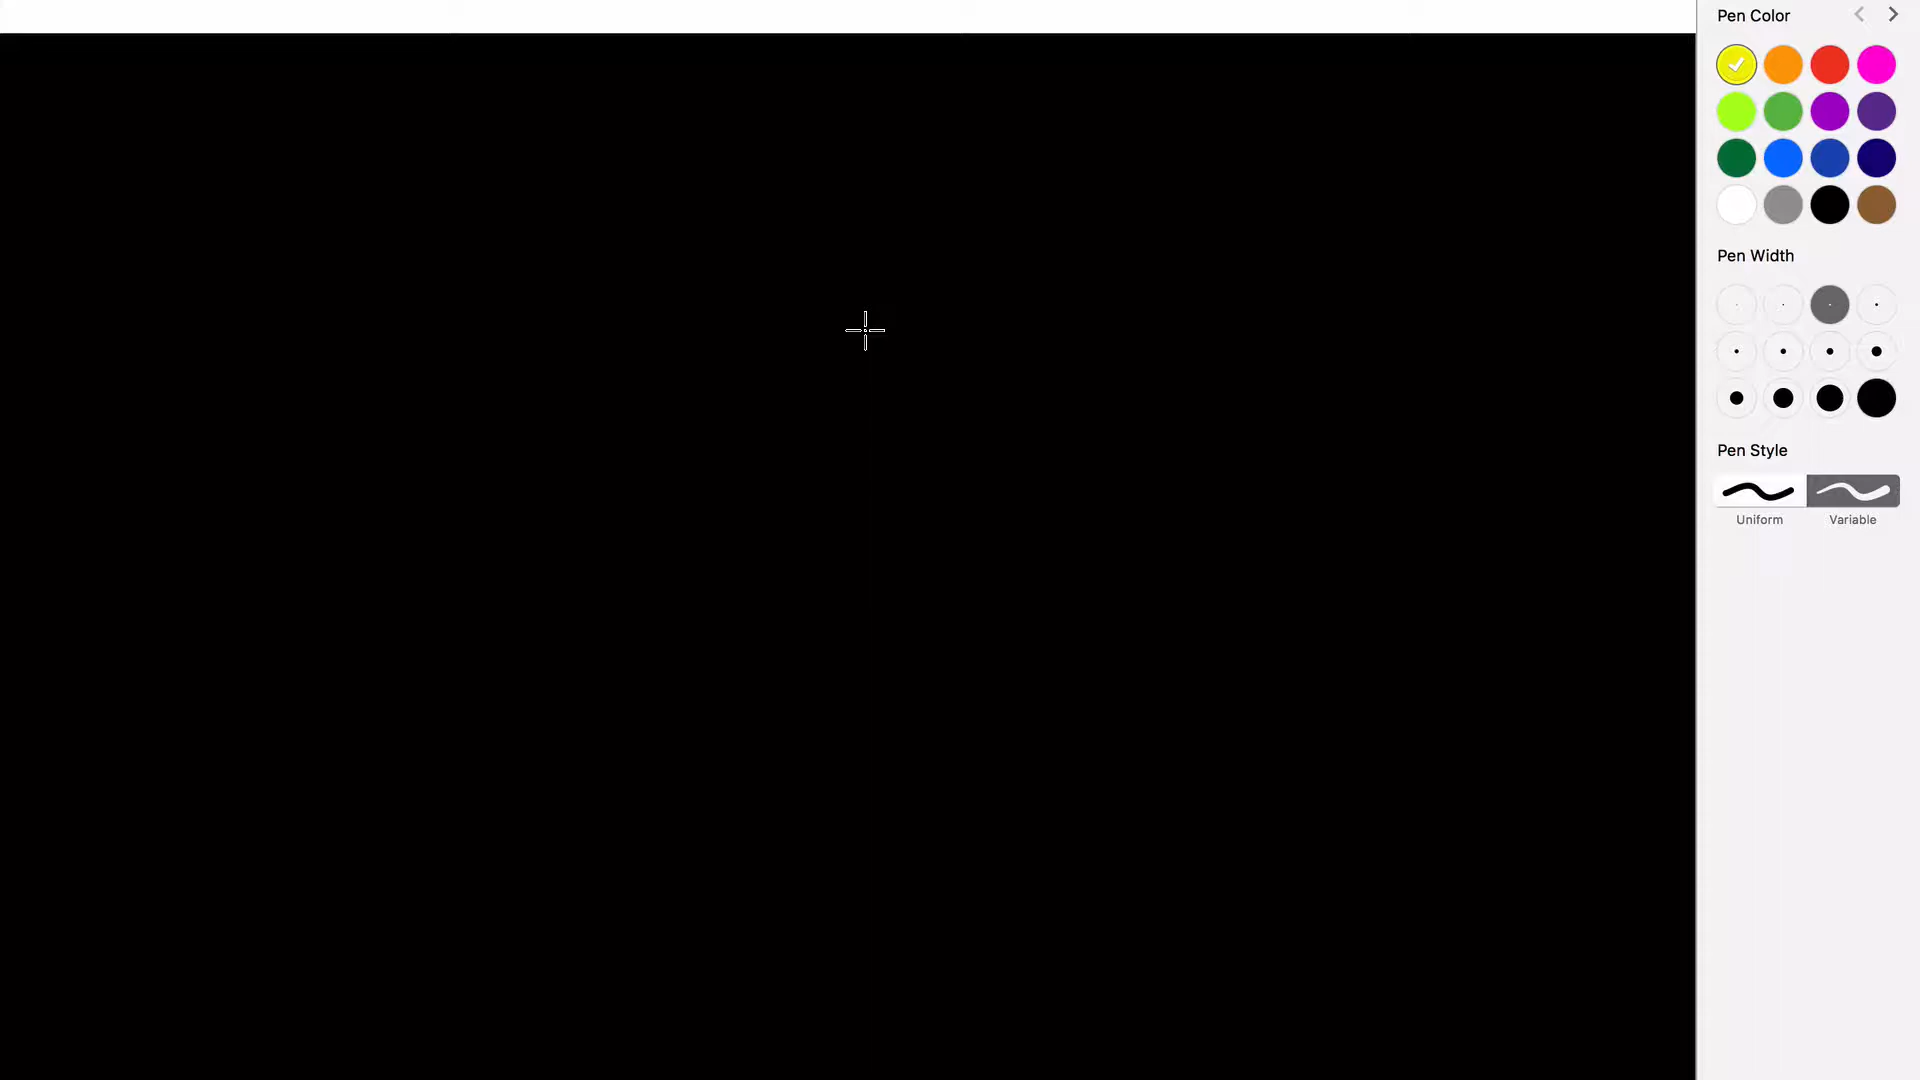 Pen Color
Pen Width
Pen Style
Uniform
Variable